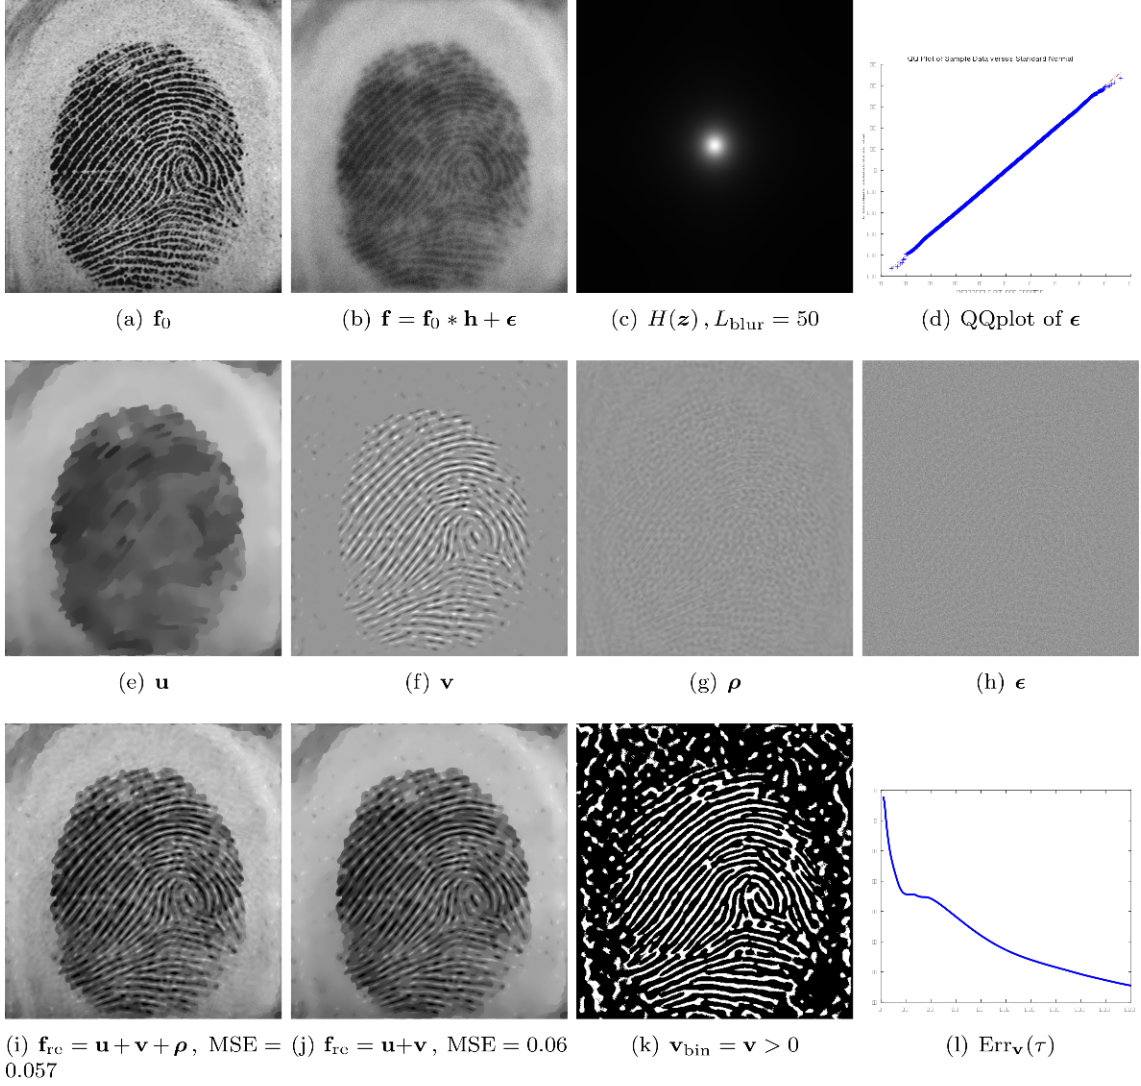 QQ Plot of Sample Data versus Standard Normal
(a) f₀
(b) f = f₀ ∗ h + ϵ
(c) H(z) , L_blur = 50
(d) QQplot of ϵ
(e) u
(f) v
(g) ρ
(h) ϵ
(i) f_re = u + v + ρ , MSE =
0.057
(j) f_re = u+v , MSE = 0.06
(k) v_bin = v > 0
(l) Err_v(τ)